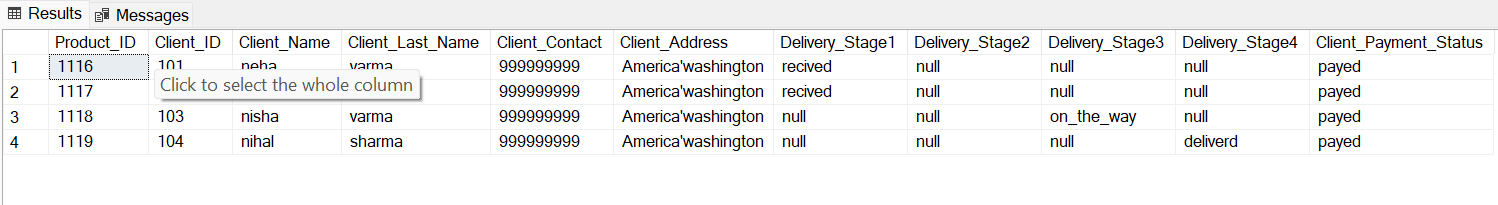 Results Messages
Product_ID Client_ID Client_Name Client_Last_Name Client_Contact Client_Address Delivery_Stage1 Delivery_Stage2 Delivery_Stage3 Delivery_Stage4 Client_Payment_Status
1 1116 101 neha varma 999999999 America'washington recived null null null payed
Click to select the whole column
2 1117 999999999 America'washington recived null null null payed
3 1118 103 nisha varma 999999999 America'washington null null on_the_way null payed
4 1119 104 nihal sharma 999999999 America'washington null null null deliverd payed